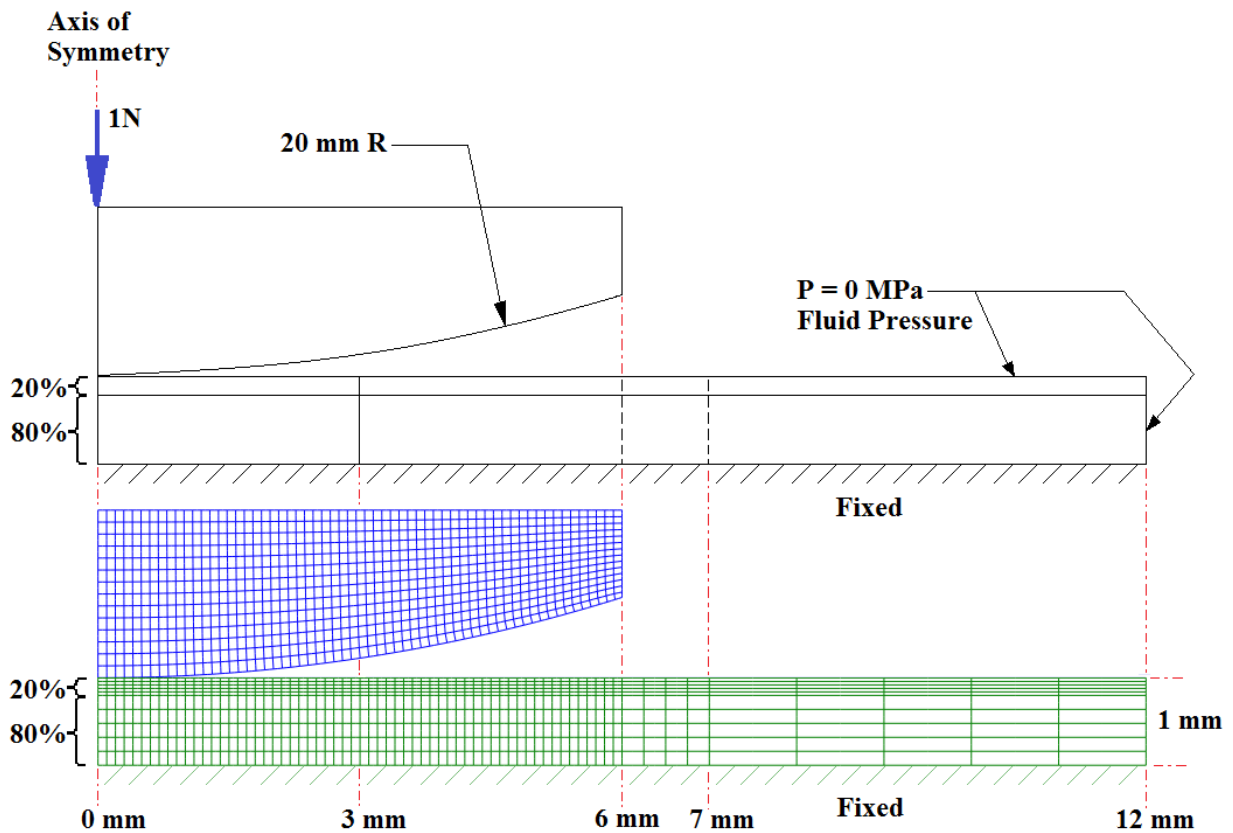 Axis of
Symmetry
1N
20 mm R
P = 0 MPa
Fluid Pressure
20%
80%
Fixed
20%
80%
1 mm
Fixed
0 mm
3 mm
6 mm
7 mm
12 mm